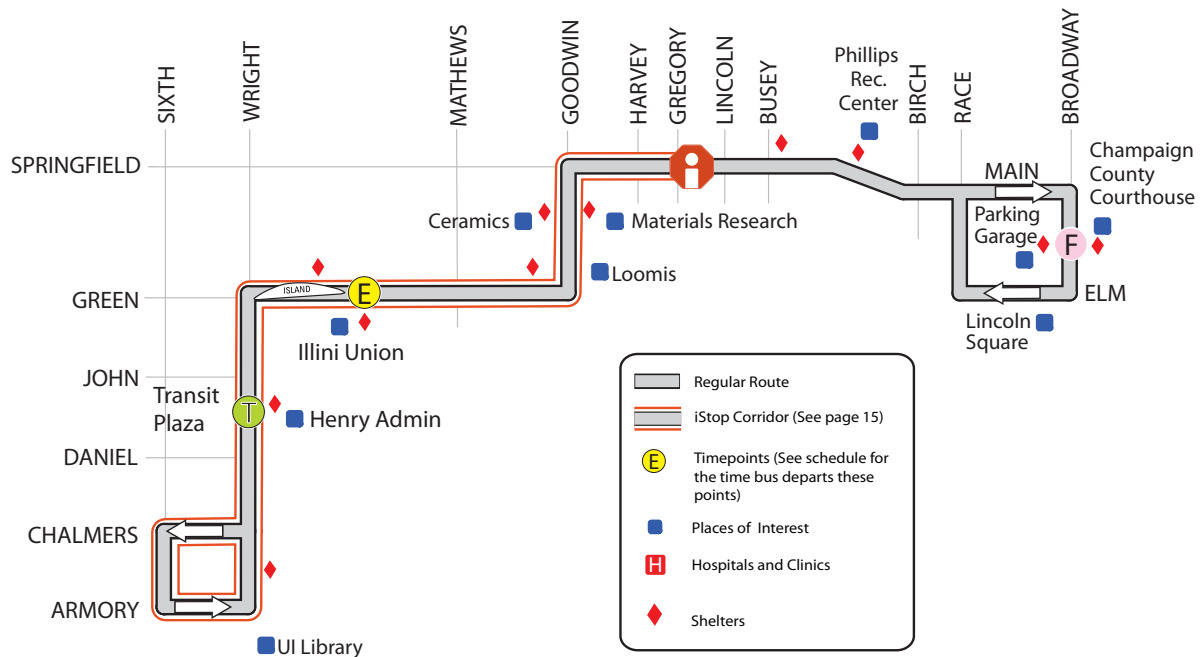 SIXTH
WRIGHT
MATHEWS
GOODWIN
HARVEY
GREGORY
LINCOLN
BUSEY
Phillips
Rec.
Center
BIRCH
RACE
BROADWAY
SPRINGFIELD
MAIN
Champaign
County
Courthouse
Ceramics
Materials Research
Parking
Garage
F
Loomis
GREEN
ISLAND
E
ELM
Illini Union
Lincoln
Square
JOHN
Transit
Plaza
T
Henry Admin
DANIEL
CHALMERS
ARMORY
UI Library
Regular Route
iStop Corridor (See page 15)
E
Timepoints (See schedule for
the time bus departs these
points)
Places of Interest
H
Hospitals and Clinics
Shelters